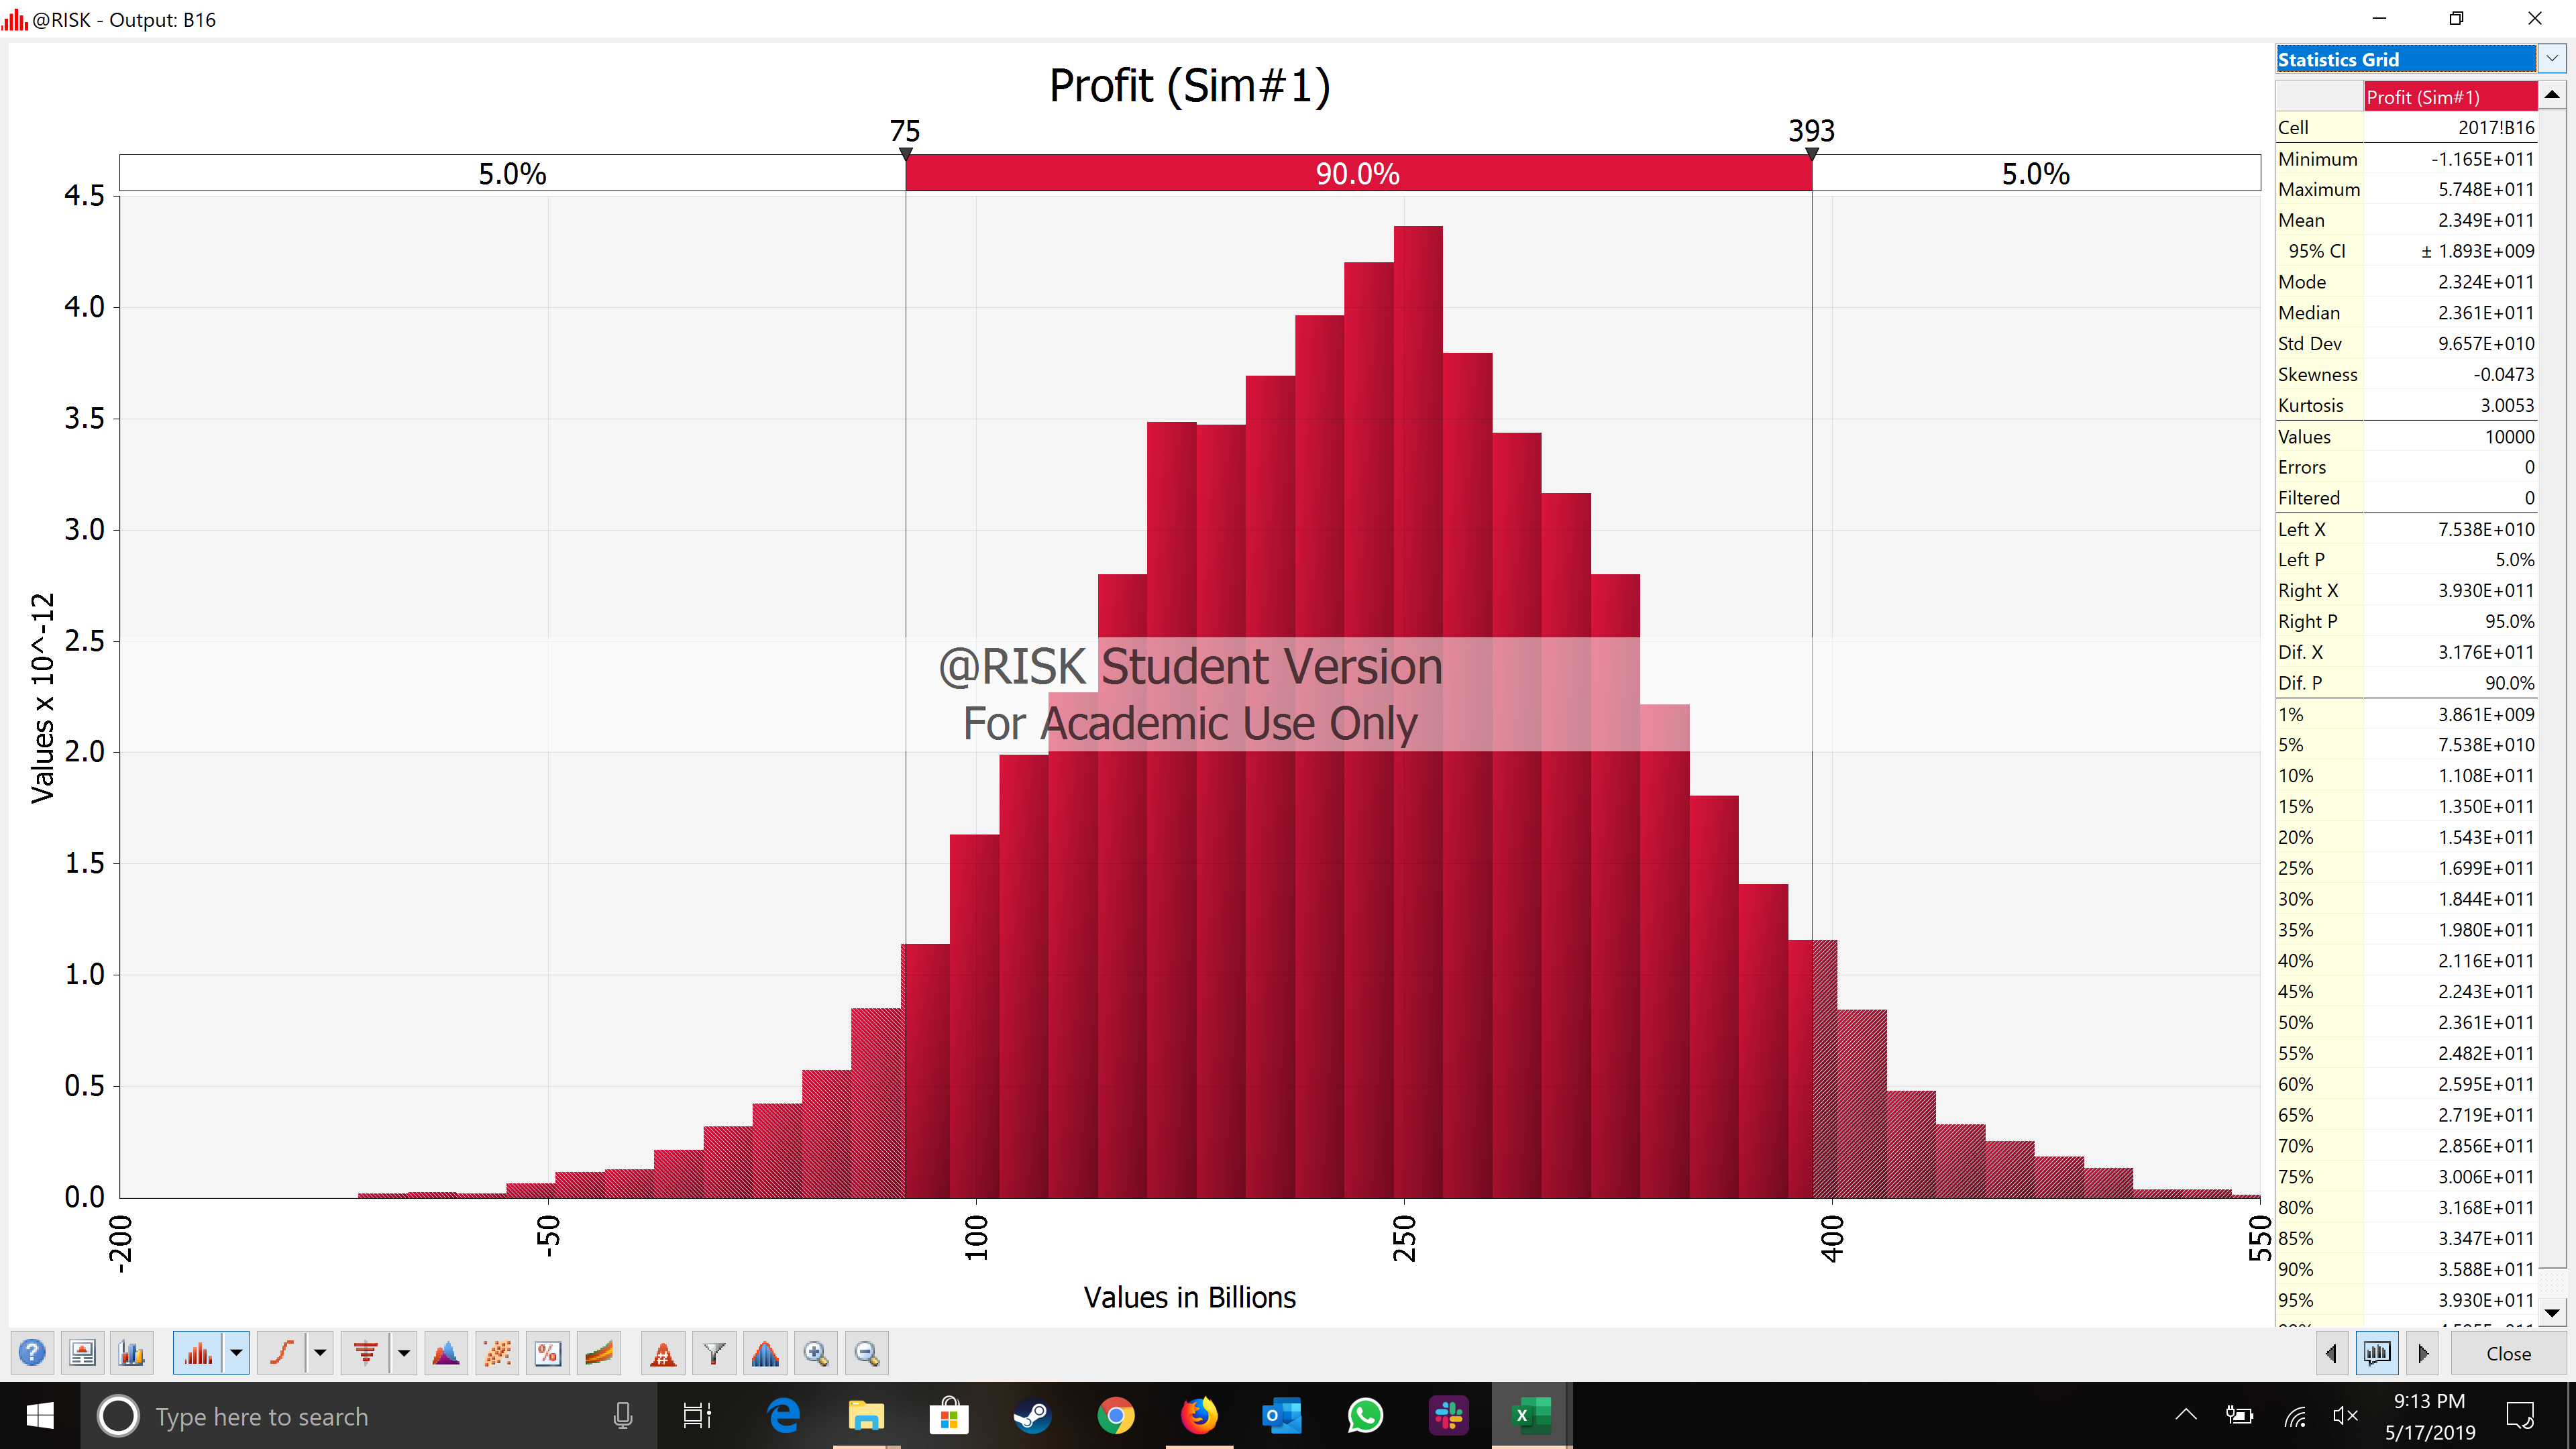 @RISK - Output: B16
Profit (Sim#1)
75 393
5.0% 90.0% 5.0%
4.5
4.0
3.5
3.0
2.5
2.0
1.5
1.0
0.5
0.0
Values x 10^-12
@RISK Student Version
For Academic Use Only
-200 -50 100 250 400 550
Values in Billions
Statistics Grid
Profit (Sim#1)
Cell 2017!B16
Minimum -1.165E+011
Maximum 5.748E+011
Mean 2.349E+011
95% CI ± 1.893E+009
Mode 2.324E+011
Median 2.361E+011
Std Dev 9.657E+010
Skewness -0.0473
Kurtosis 3.0053
Values 10000
Errors 0
Filtered 0
Left X 7.538E+010
Left P 5.0%
Right X 3.930E+011
Right P 95.0%
Dif. X 3.176E+011
Dif. P 90.0%
1% 3.861E+009
5% 7.538E+010
10% 1.108E+011
15% 1.350E+011
20% 1.543E+011
25% 1.699E+011
30% 1.844E+011
35% 1.980E+011
40% 2.116E+011
45% 2.243E+011
50% 2.361E+011
55% 2.482E+011
60% 2.595E+011
65% 2.719E+011
70% 2.856E+011
75% 3.006E+011
80% 3.168E+011
85% 3.347E+011
90% 3.588E+011
95% 3.930E+011
Close
Type here to search
9:13 PM
5/17/2019